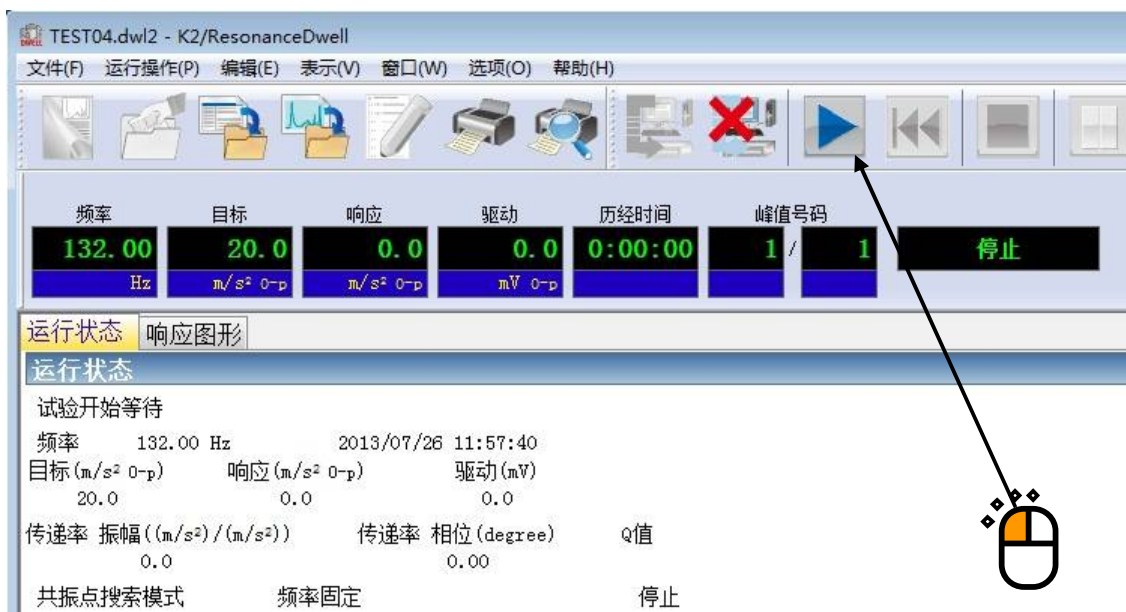 TEST04.dwl2 - K2/ResonanceDwell
文件(F) 运行操作(P) 编辑(E) 表示(V) 窗口(W) 选项(O) 帮助(H)
频率 目标 响应 驱动 历经时间 峰值号码
132.00 20.0 0.0 0.0 0:00:00 1 / 1 停止
Hz m/s² 0-p m/s² 0-p mV 0-p
运行状态 响应图形
运行状态
试验开始等待
频率 132.00 Hz 2013/07/26 11:57:40
目标(m/s² 0-p) 响应(m/s² 0-p) 驱动(mV)
20.0 0.0 0.0
传递率 振幅((m/s²)/(m/s²)) 传递率 相位(degree) Q值
0.0 0.00
共振点搜索模式 频率固定 停止